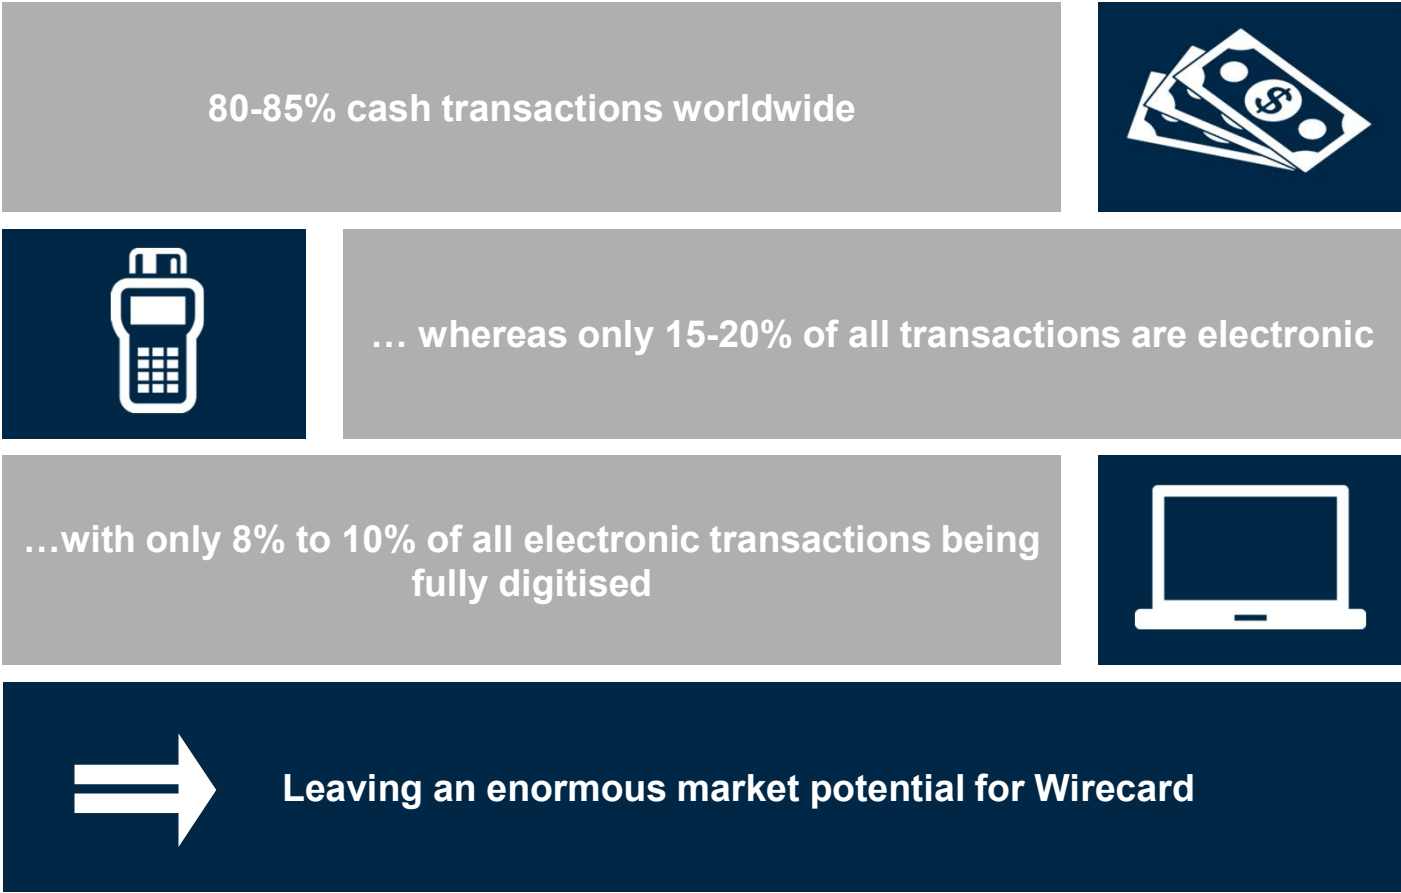 80-85% cash transactions worldwide
… whereas only 15-20% of all transactions are electronic
…with only 8% to 10% of all electronic transactions being
fully digitised
Leaving an enormous market potential for Wirecard